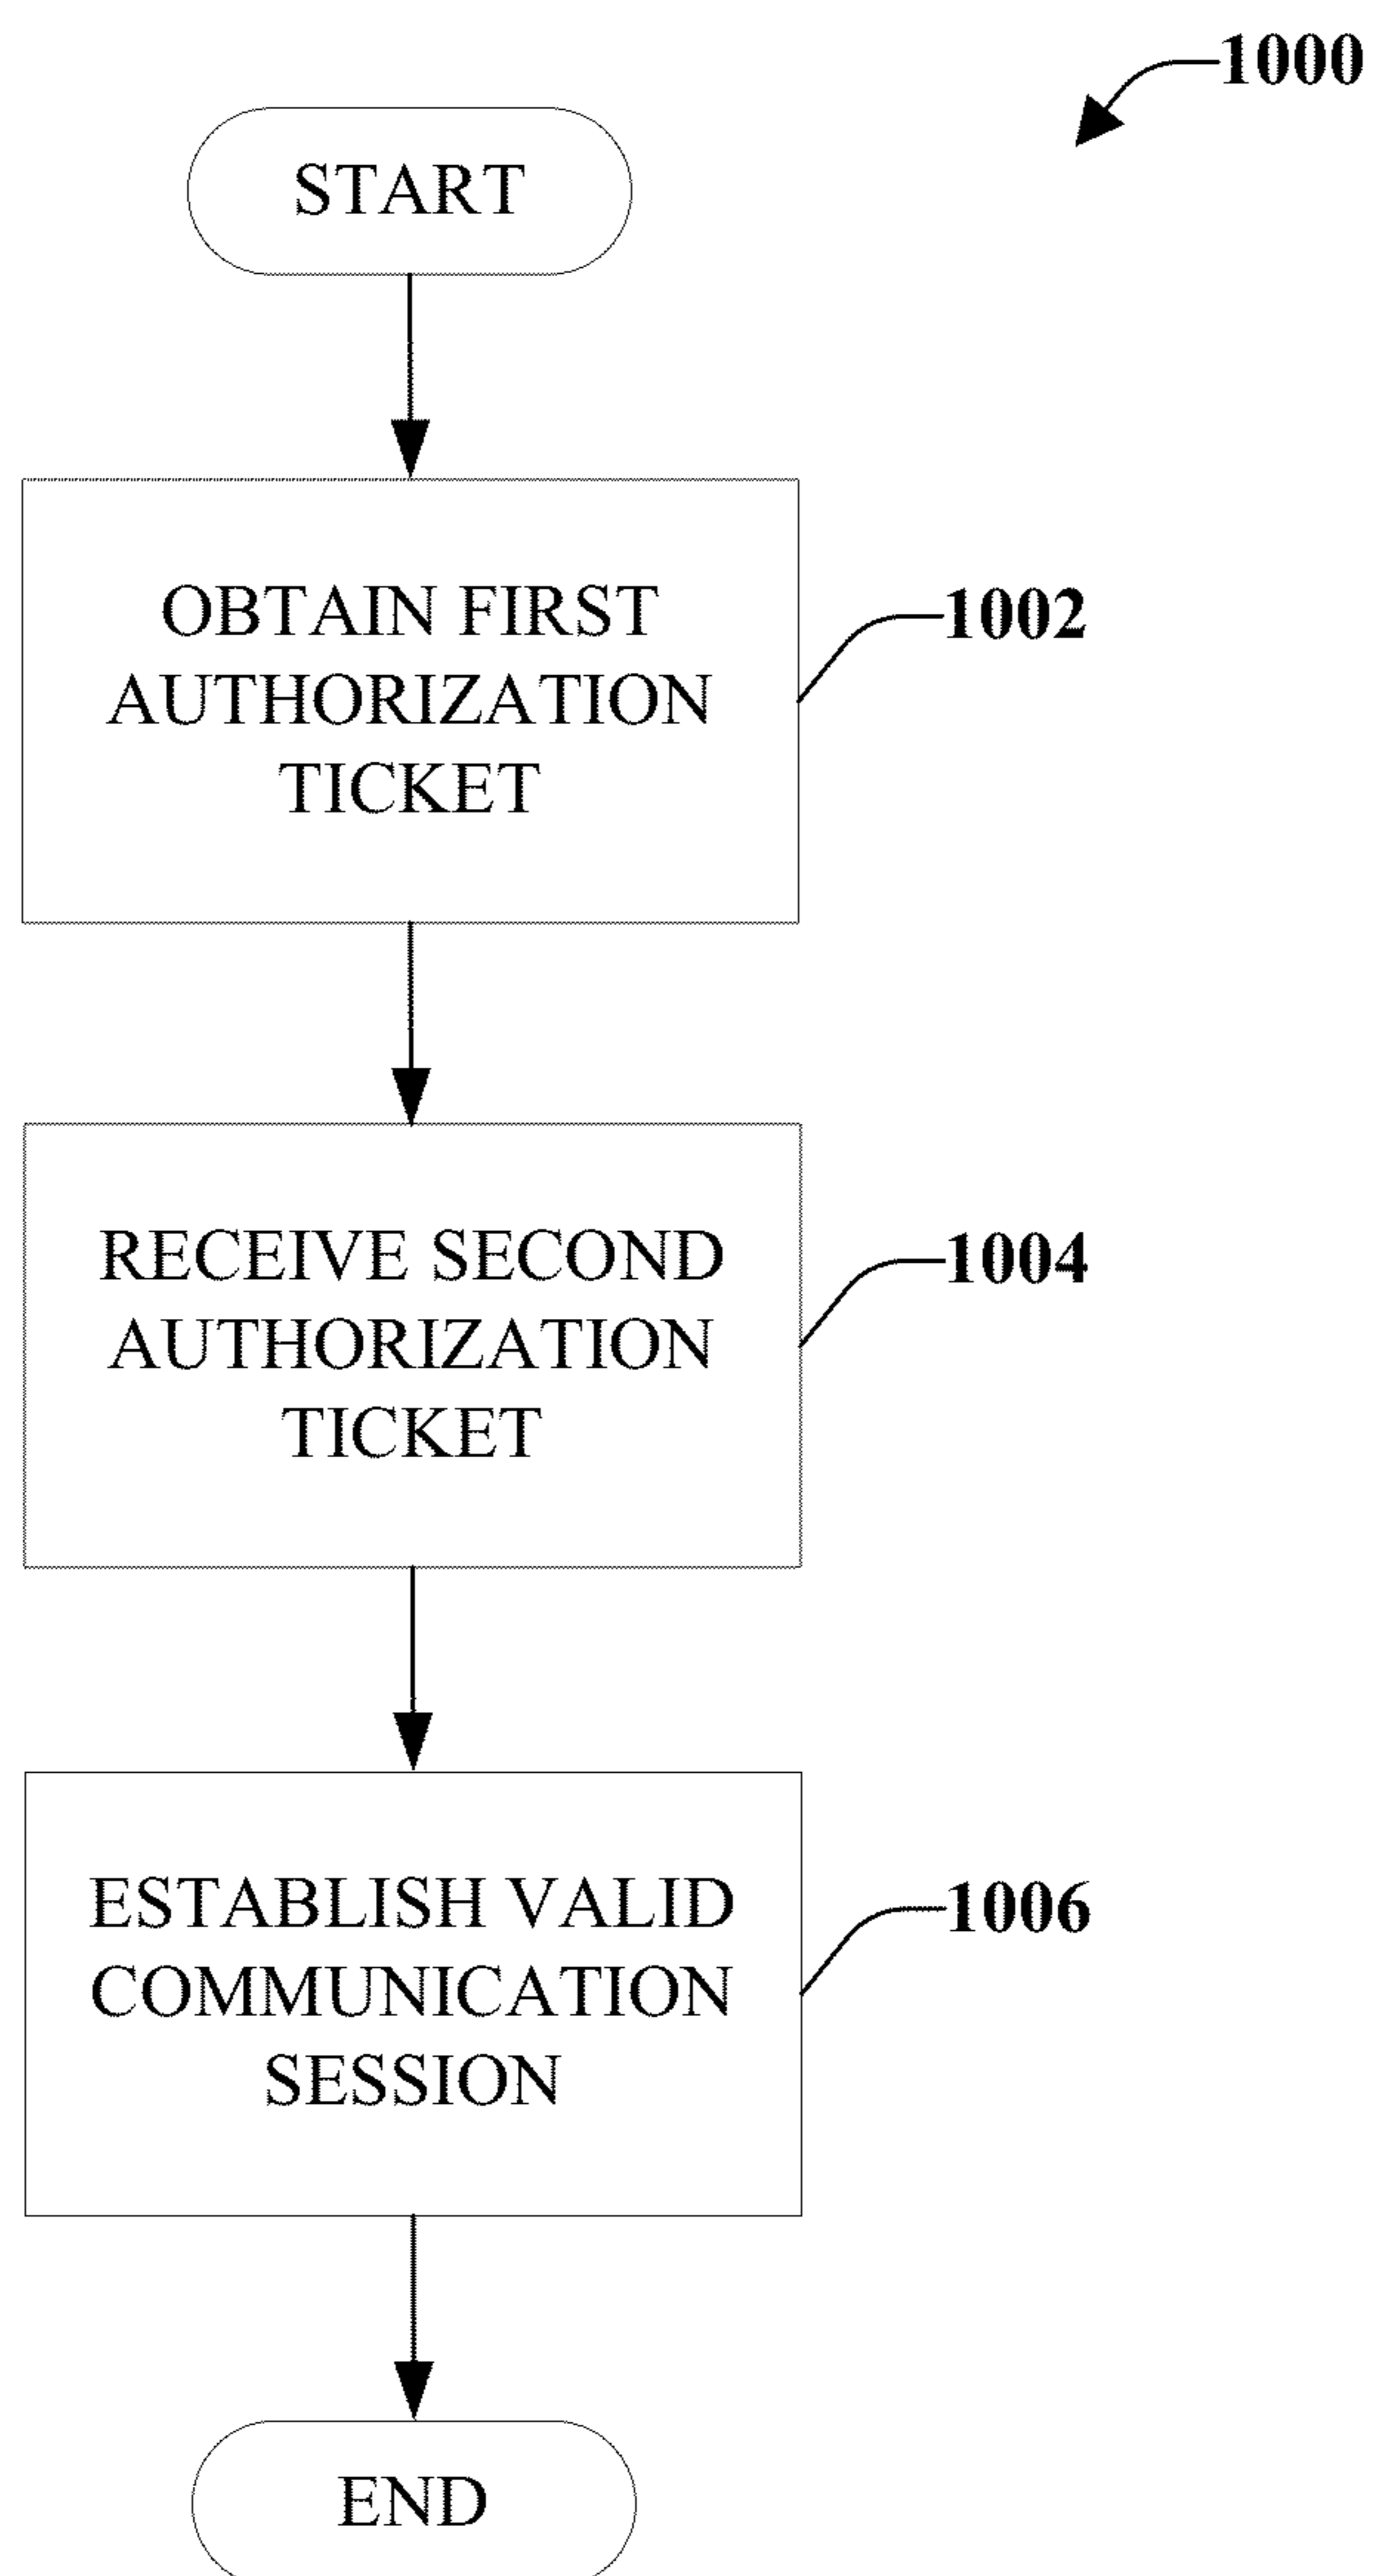 1000
START
OBTAIN FIRST
AUTHORIZATION
TICKET
1002
RECEIVE SECOND
AUTHORIZATION
TICKET
1004
ESTABLISH VALID
COMMUNICATION
SESSION
1006
END